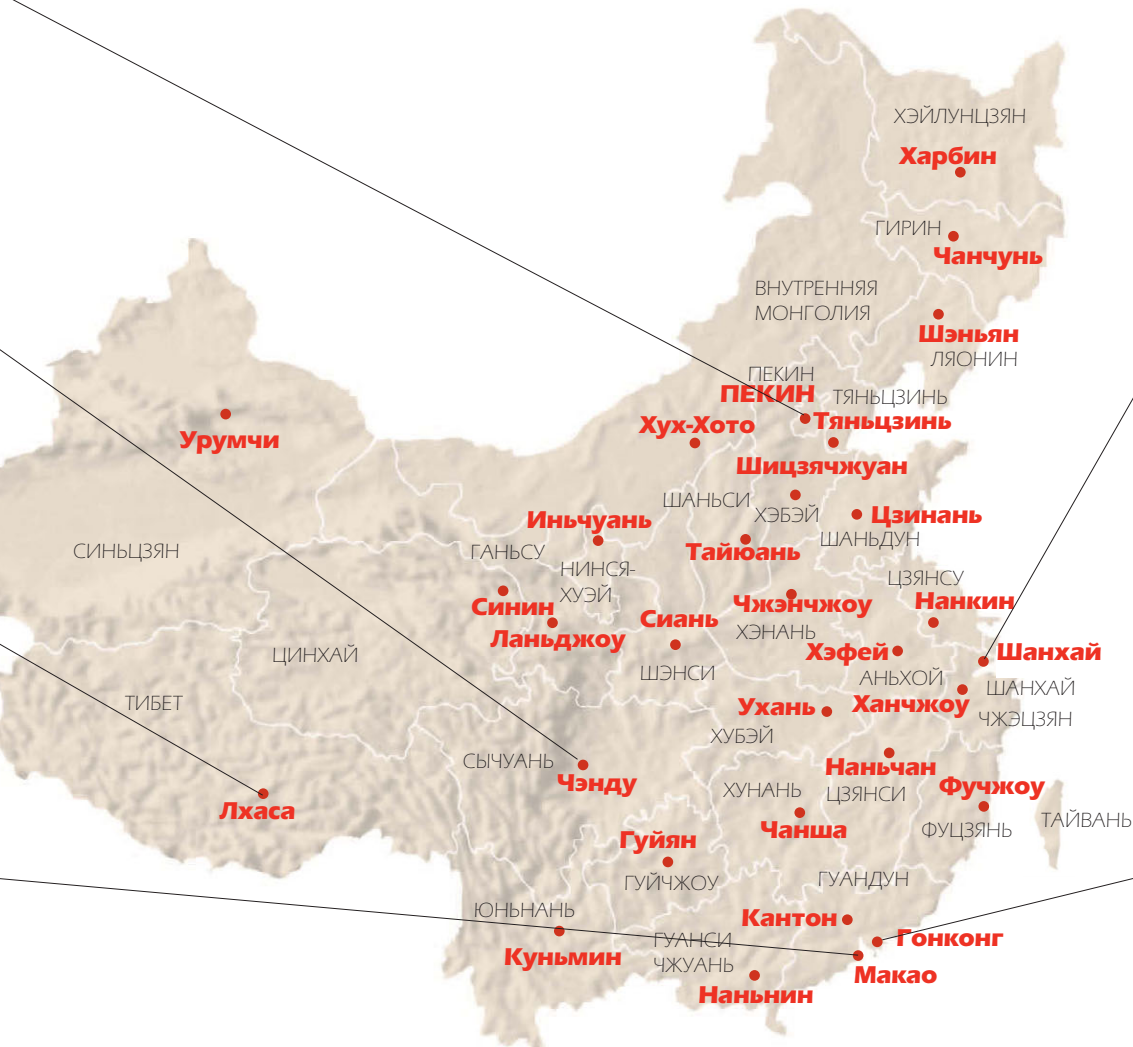 ХЭЙЛУНЦЗЯН
Харбин
ГИРИН
Чанчунь
ВНУТРЕННЯЯ
МОНГОЛИЯ
Шэньян
ЛЯОНИН
ПЕКИН
ПЕКИН
ТЯНЬЦЗИНЬ
Хух-Хото
Тяньцзинь
Урумчи
Шицзячжуан
ШАНЬСИ
ХЭБЭЙ
Цзинань
Иньчуань
ШАНЬДУН
СИНЬЦЗЯН
ГАНЬСУ
Тайюань
НИНСЯ-
ХУЭЙ
ЦЗЯНСУ
Синин
Чжэнчжоу
Нанкин
Ланьджоу
Сиань
ХЭНАНЬ
ЦИНХАЙ
Хэфей
Шанхай
ШЭНСИ
АНЬХОЙ
ШАНХАЙ
ТИБЕТ
Ухань
Ханчжоу
ЧЖЭЦЗЯН
ХУБЭЙ
СЫЧУАНЬ
Наньчан
Чэнду
ХУНАНЬ
ЦЗЯНСИ
Фучжоу
Лхаса
Чанша
ФУЦЗЯНЬ
ТАЙВАНЬ
Гуйян
ГУЙЧЖОУ
ГУАНДУН
ЮНЬНАНЬ
Кантон
Куньмин
ГУАНСИ
ЧЖУАНЬ
Гонконг
Макао
Наньнин